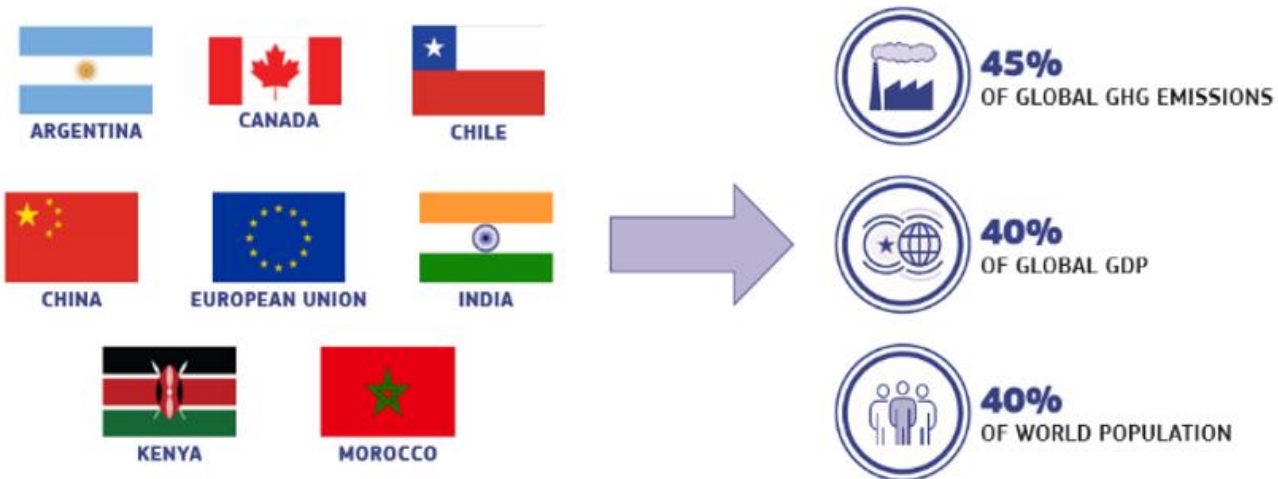 ARGENTINA
CANADA
CHILE
CHINA
EUROPEAN UNION
INDIA
KENYA
MOROCCO
45%
OF GLOBAL GHG EMISSIONS
40%
OF GLOBAL GDP
40%
OF WORLD POPULATION